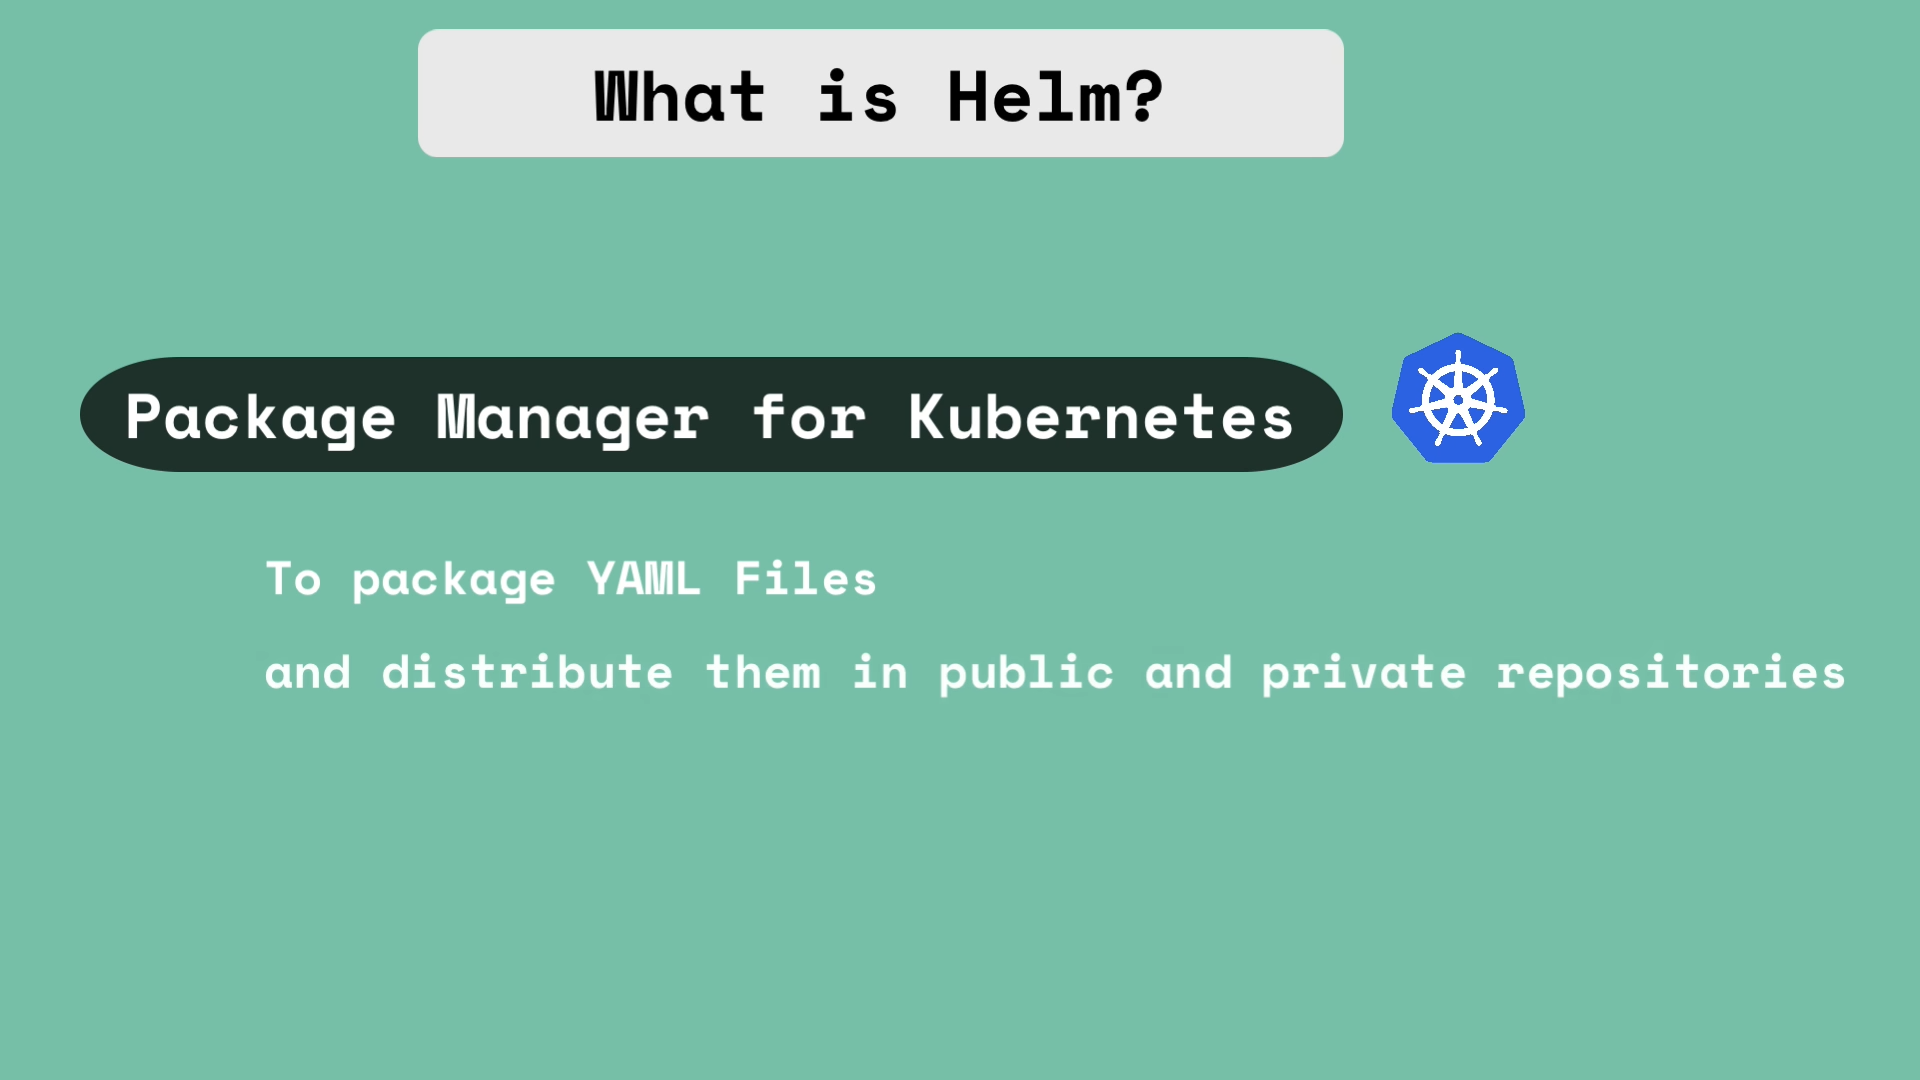 What is Helm?
Package Manager for Kubernetes
To package YAML Files
and distribute them in public and private repositories